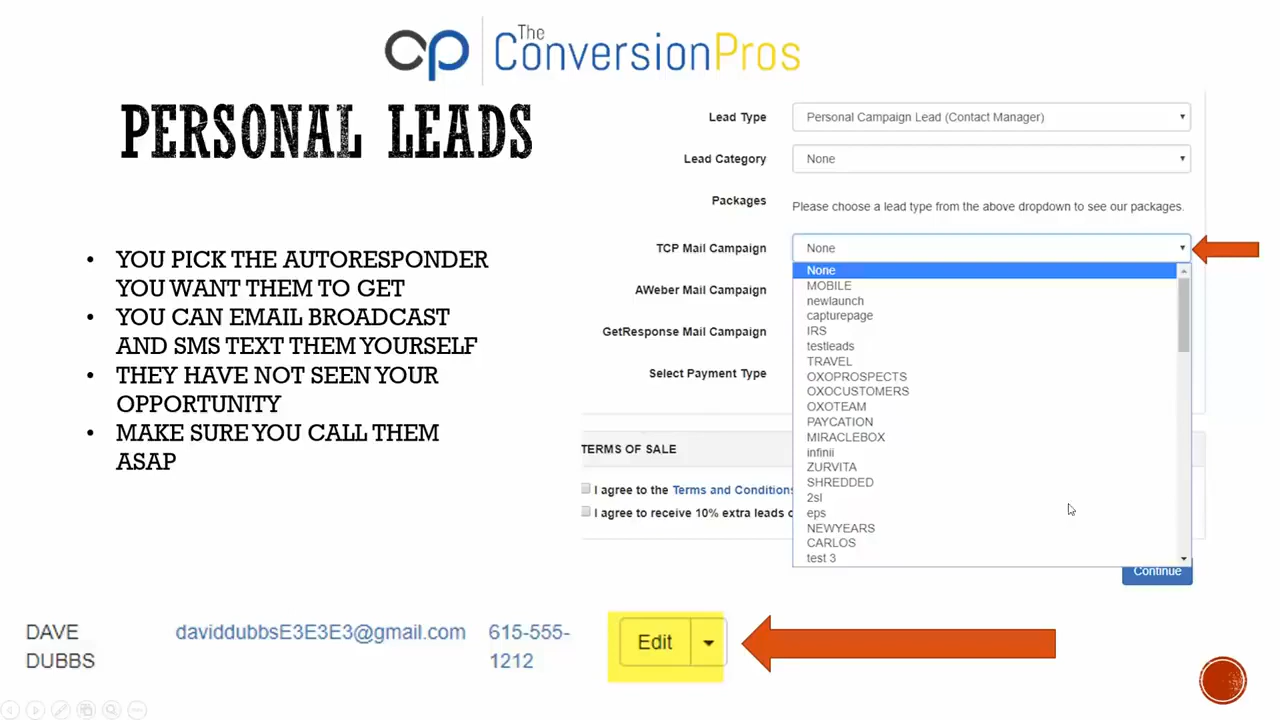 cp The ConversionPros
PERSONAL LEADS
• YOU PICK THE AUTORESPONDER
YOU WANT THEM TO GET
• YOU CAN EMAIL BROADCAST
AND SMS TEXT THEM YOURSELF
• THEY HAVE NOT SEEN YOUR
OPPORTUNITY
• MAKE SURE YOU CALL THEM
ASAP
Lead Type
Personal Campaign Lead (Contact Manager)
Lead Category
None
Packages
Please choose a lead type from the above dropdown to see our packages.
TCP Mail Campaign
None
AWeber Mail Campaign
GetResponse Mail Campaign
Select Payment Type
None
MOBILE
newlaunch
capturepage
IRS
testleads
TRAVEL
OXOPROSPECTS
OXOCUSTOMERS
OXOTEAM
PAYCATION
MIRACLEBOX
infinii
ZURVITA
SHREDDED
2sl
eps
NEWYEARS
CARLOS
test 3
TERMS OF SALE
I agree to the Terms and Conditions
I agree to receive 10% extra leads
Continue
DAVE
DUBBS
daviddubbsE3E3E3@gmail.com
615-555-
1212
Edit